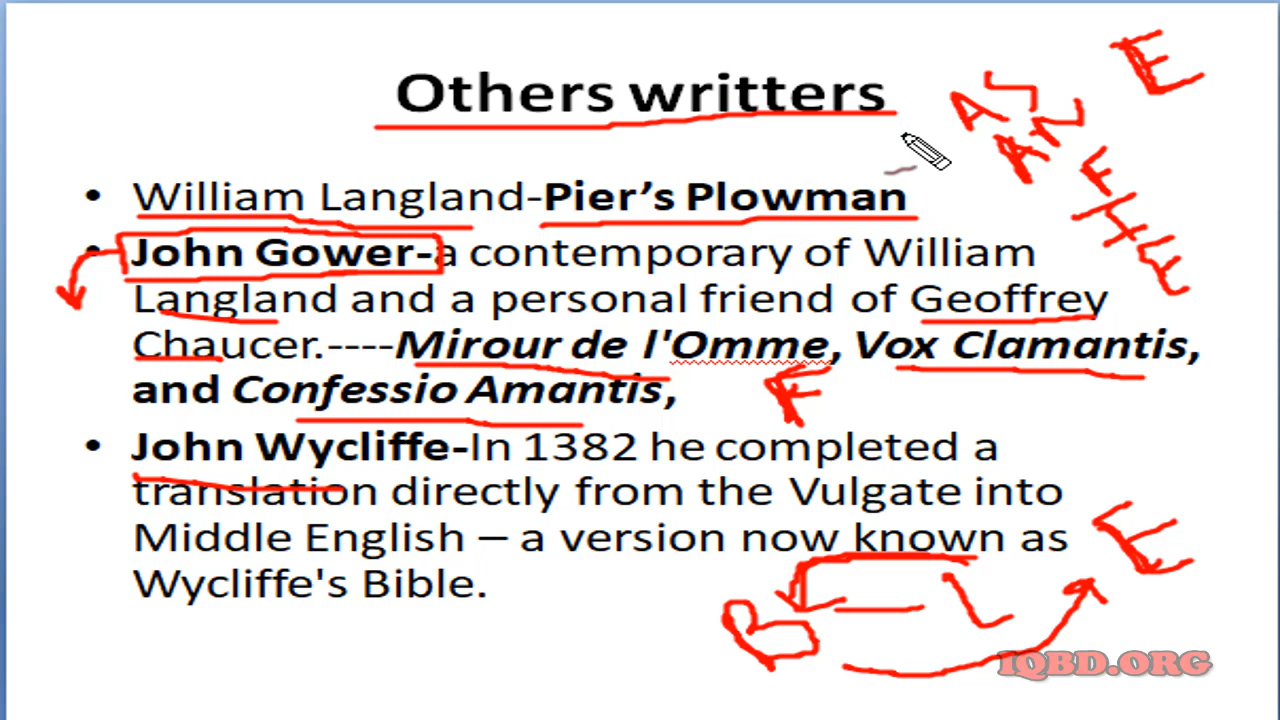 Others writters
• William Langland-Pier's Plowman
• John Gower-a contemporary of William
Langland and a personal friend of Geoffrey
Chaucer.----Mirour de l'Omme, Vox Clamantis,
and Confessio Amantis,
• John Wycliffe-In 1382 he completed a
translation directly from the Vulgate into
Middle English – a version now known as
Wycliffe's Bible.
E
F
E
L
B
IQBD.ORG